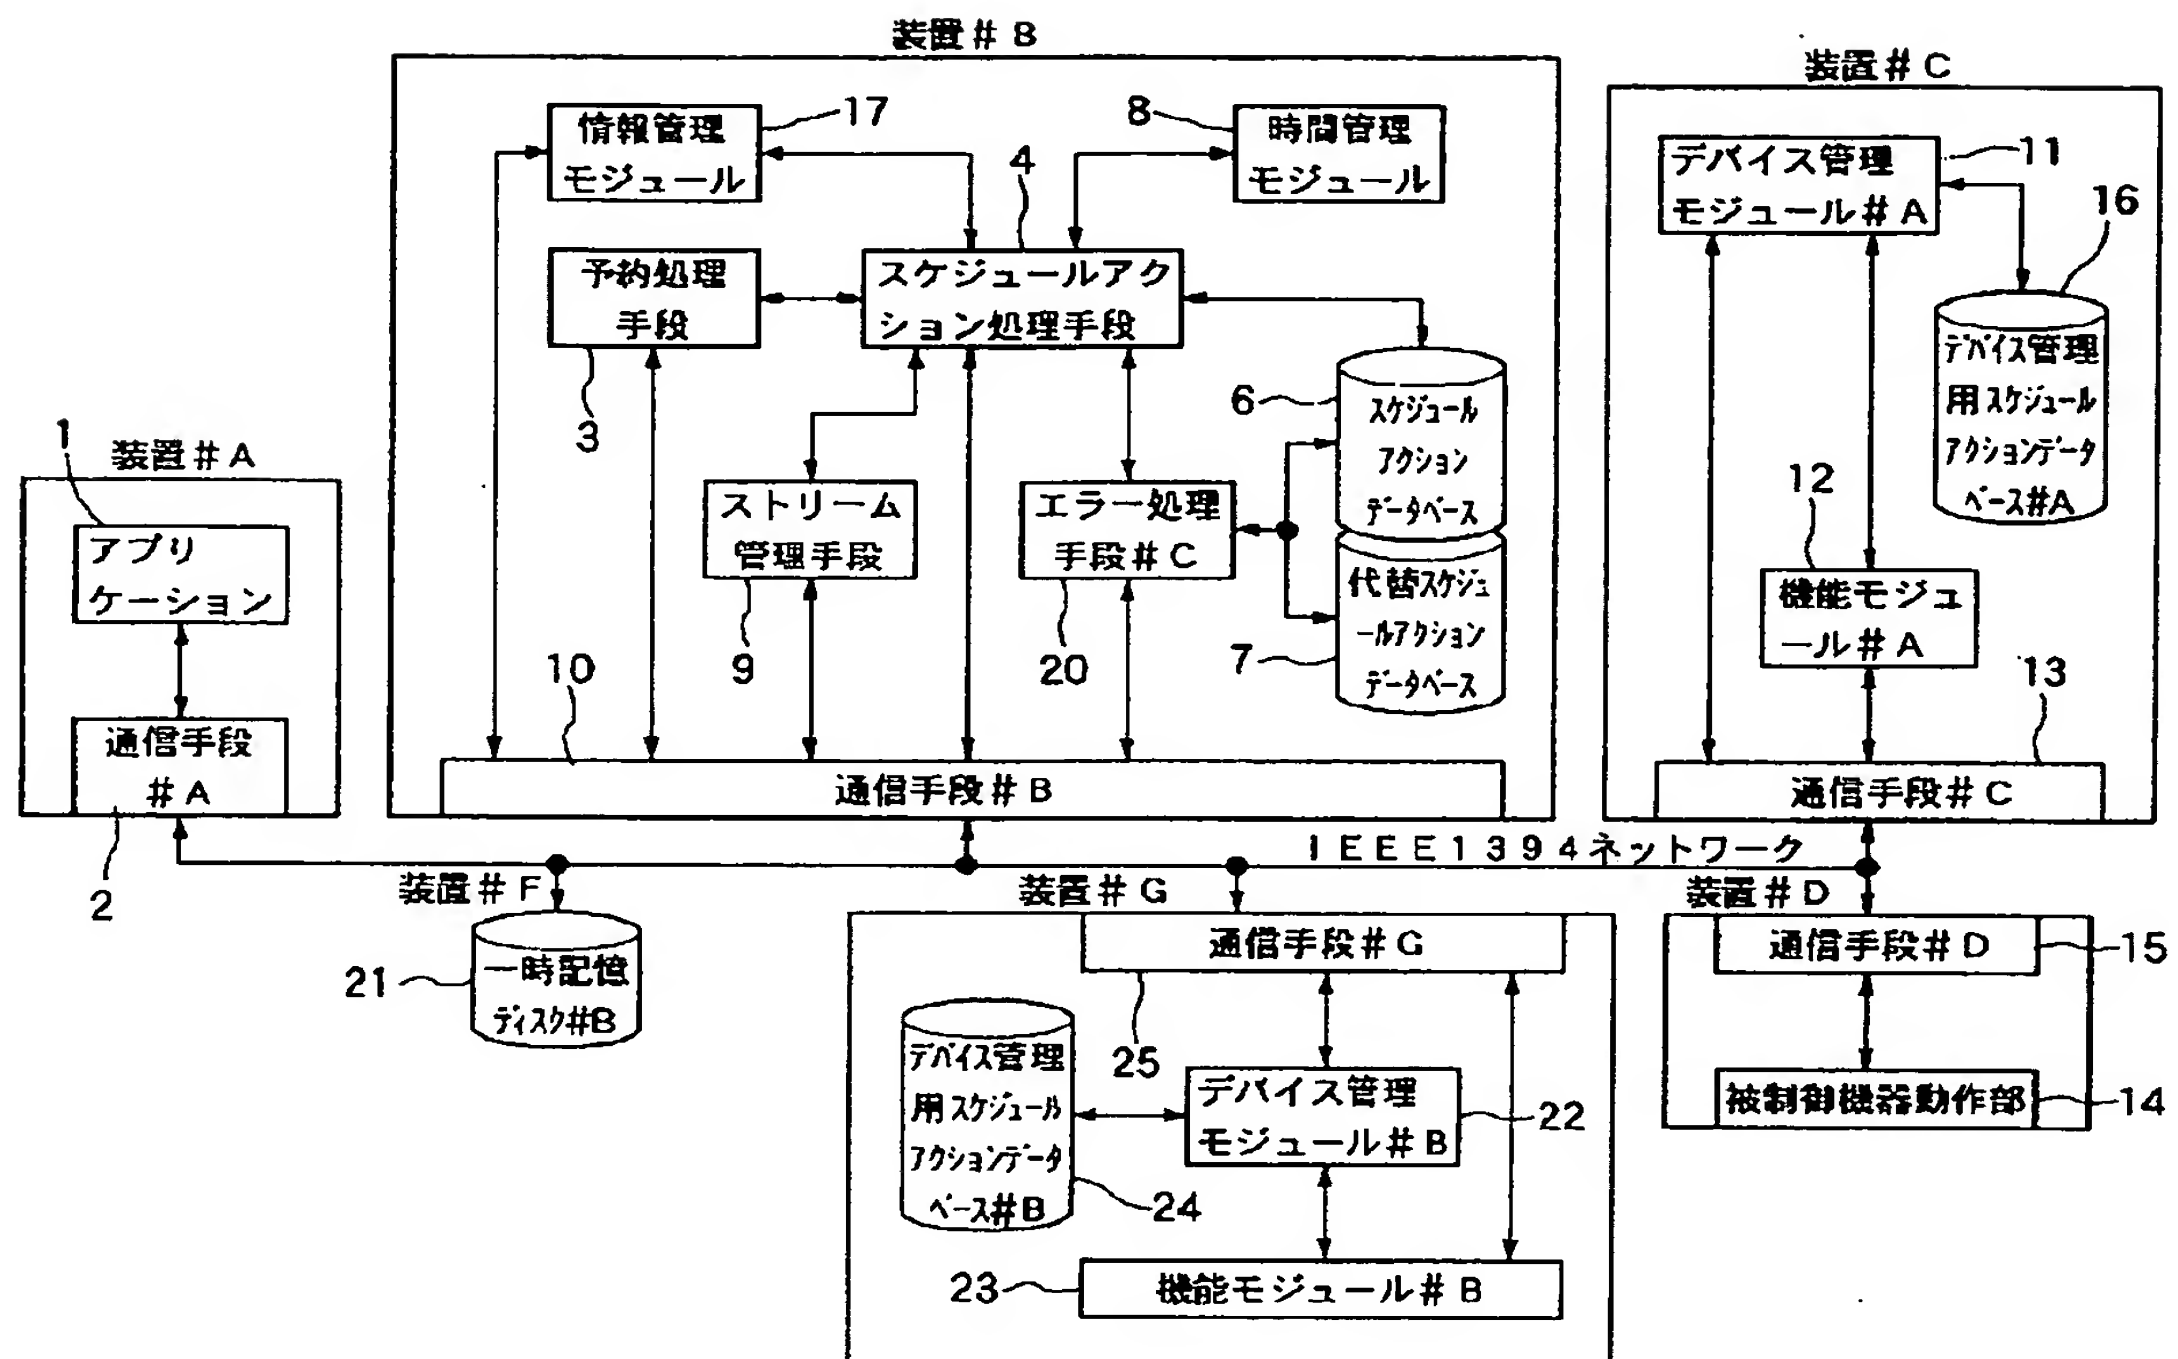 装置#B
装置#C
17
8
情報管理
モジュール
時間管理
モジュール
4
11
デバイス管理
モジュール#A
16
予約処理
手段
スケジュールアク
ション処理手段
3
6
スケジュール
アクション
データベース
デバイス管理
用スケジュール
アクションデータ
ベース#A
1
装置#A
アプリ
ケーション
ストリーム
管理手段
エラー処理
手段#C
12
機能モジュ
ール#A
代替スケジュ
ールアクション
データベース
10
9
20
7
13
通信手段
#A
通信手段#B
通信手段#C
2
IEEE1394ネットワーク
装置#F
装置#G
装置#D
21
一時記憶
ディスク#B
通信手段#G
通信手段#D
15
25
デバイス管理
用スケジュール
アクションデータ
ベース#B
デバイス管理
モジュール#B
22
被制御機器動作部
14
24
23
機能モジュール#B